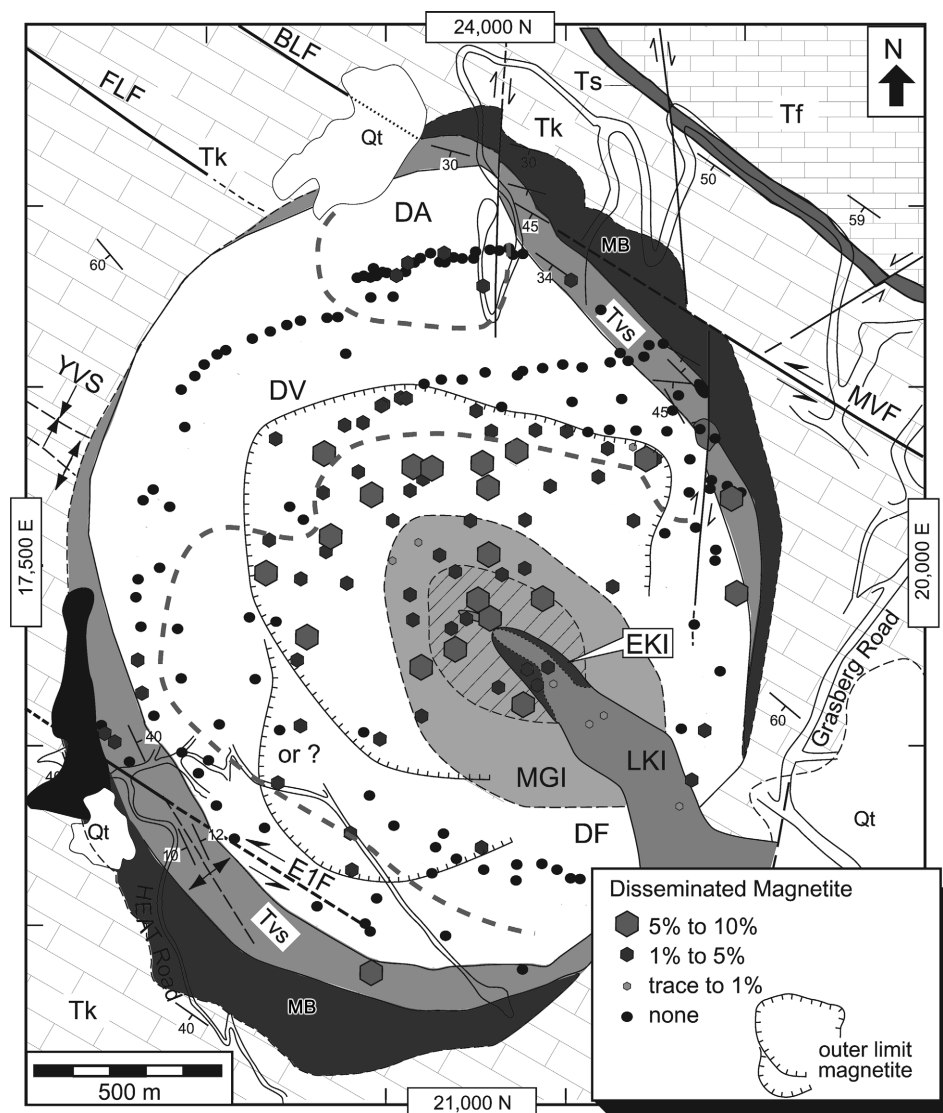 24,000 N
BLF
N
FLF
Ts
Tf
Tk
Qt
Tk
30
30
50
DA
45
59
MB
60
34
Tvs
YVS
DV
MVF
45
17,500 E
20,000 E
EKI
60
Grasberg Road
40
or ?
LKI
MGI
Qt
Qt
DF
12
10
E1F
HEAT Road
Tvs
MB
Tk
40
500 m
21,000 N
Disseminated Magnetite
5% to 10%
1% to 5%
trace to 1%
none
outer limit
magnetite